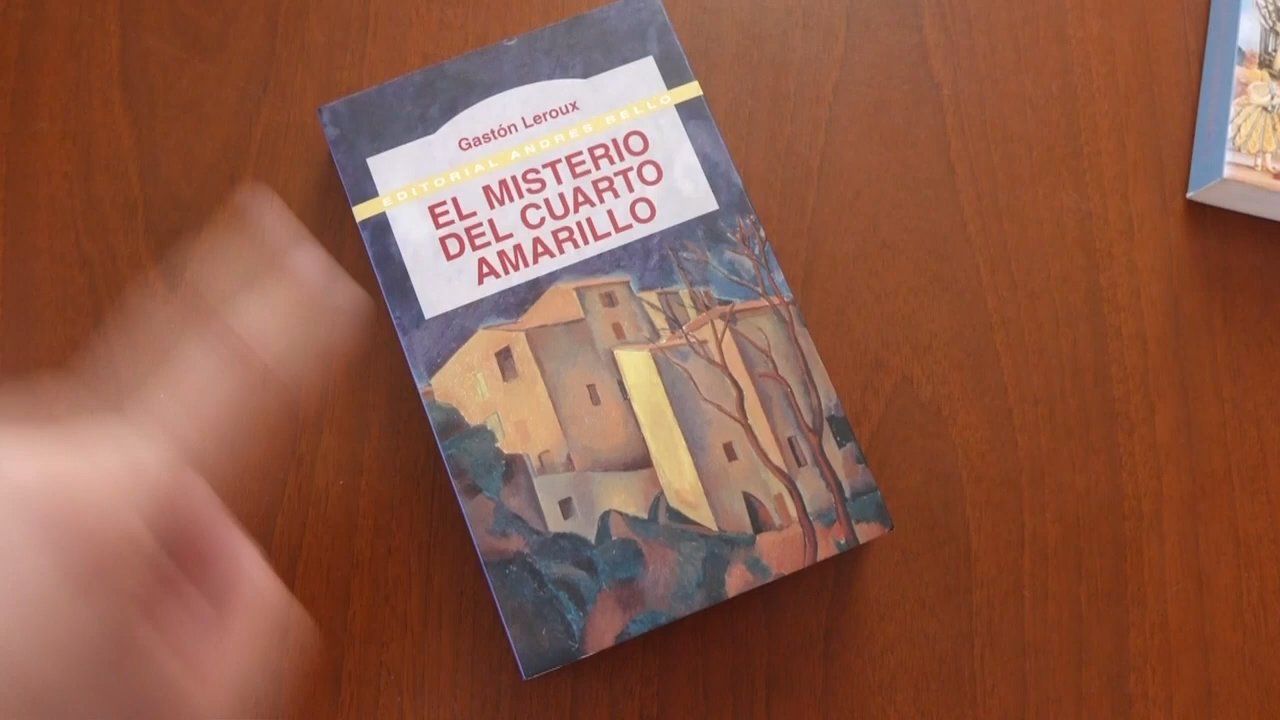 Gastón Leroux
EDITORIAL ANDRES BELLO
EL MISTERIO
DEL CUARTO
AMARILLO